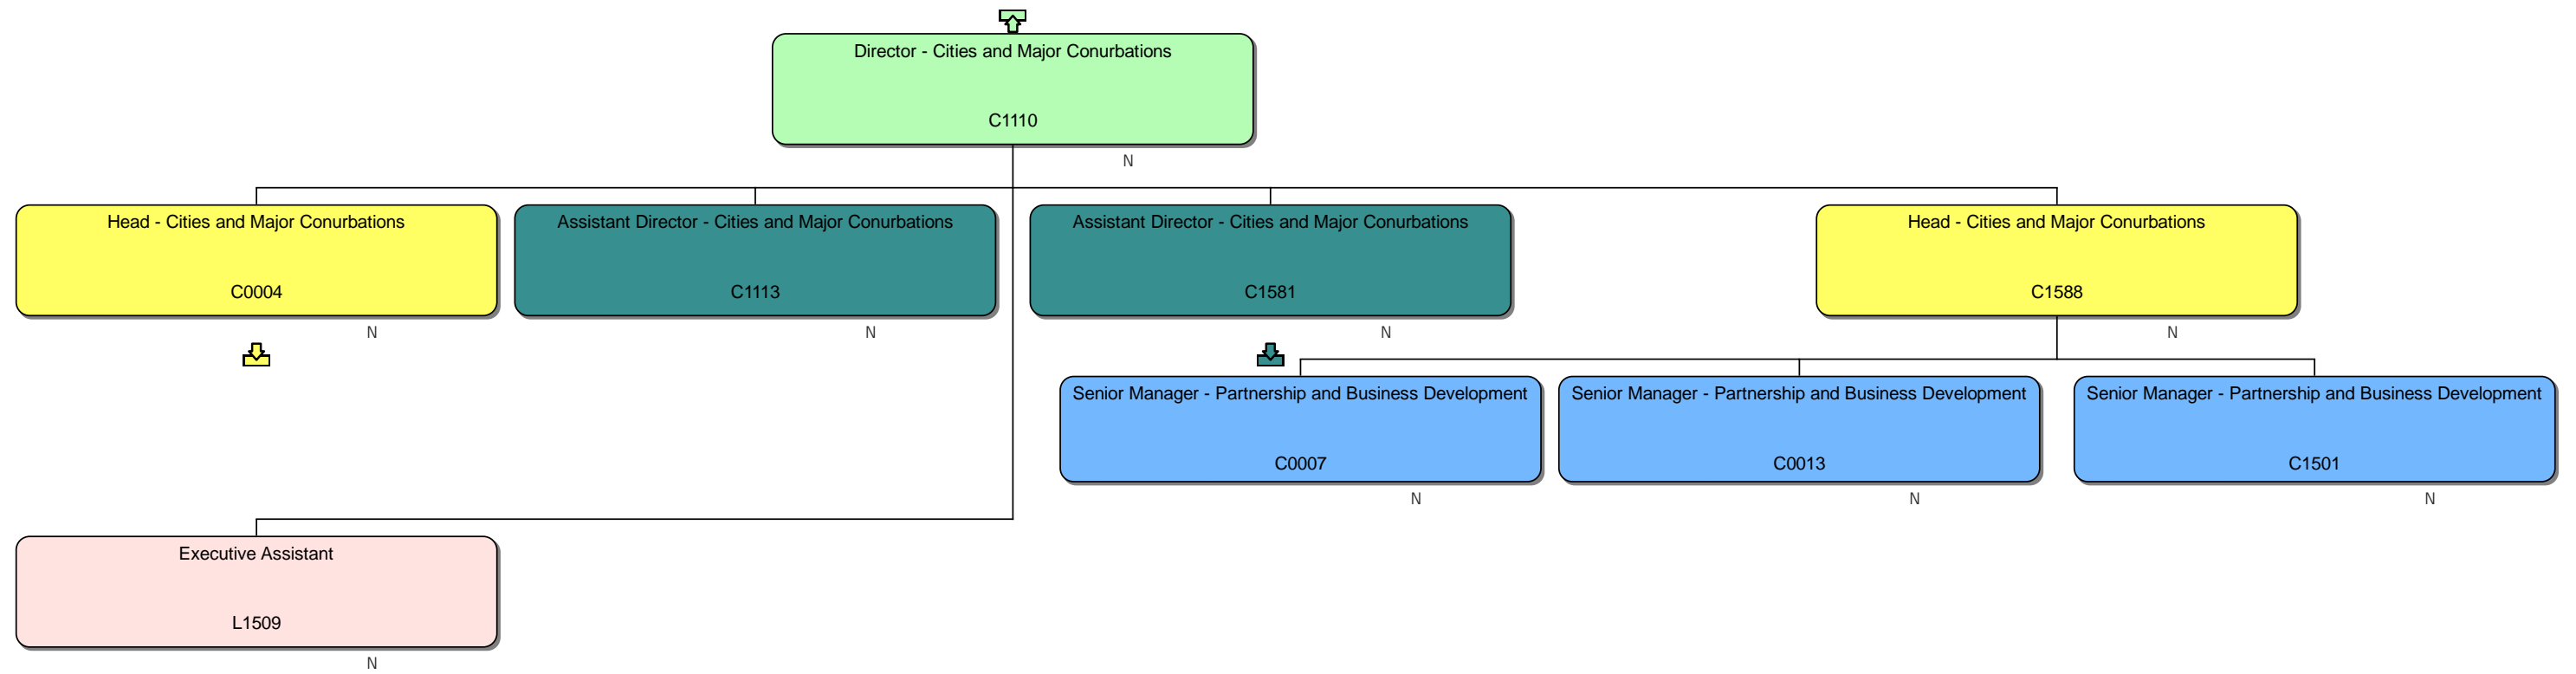 Director - Cities and Major Conurbations
C1110
N
Head - Cities and Major Conurbations
C0004
N
Assistant Director - Cities and Major Conurbations
C1113
N
Assistant Director - Cities and Major Conurbations
C1581
N
Head - Cities and Major Conurbations
C1588
N
Senior Manager - Partnership and Business Development
C0007
N
Senior Manager - Partnership and Business Development
C0013
N
Senior Manager - Partnership and Business Development
C1501
N
Executive Assistant
L1509
N